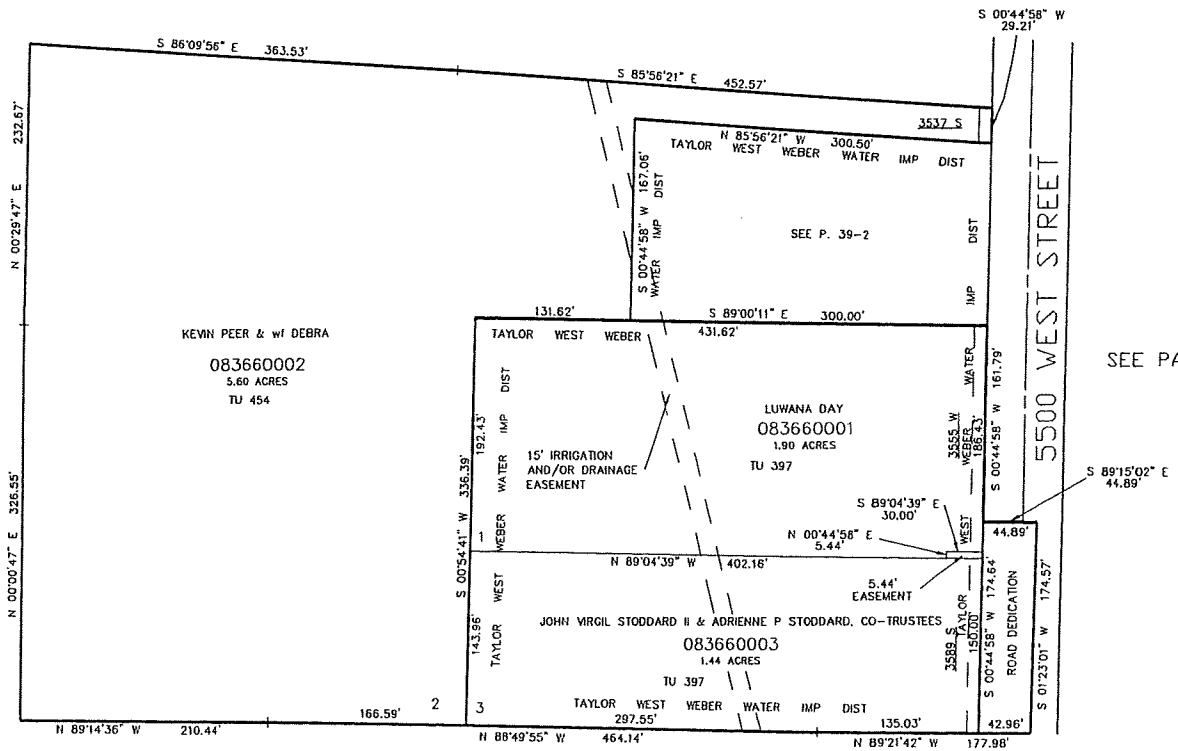 S 00°44'58" W
29.21'
S 86°09'56" E 363.53'
S 85°56'21" E 452.57'
3537 S
N 85°56'21" W 300.50'
TAYLOR WEST WEBER WATER IMP DIST
N 00°29'47" E 232.67'
S 00°44'58" W 167.06'
WATER IMP DIST
SEE P. 39-2
IMP DIST
5500 WEST STREET
SEE PA
131.62'
S 89°00'11" E 300.00'
TAYLOR WEST WEBER
431.62'
KEVIN PEER & wf DEBRA
083660002
5.60 ACRES
TU 454
LUWANA DAY
083660001
1.90 ACRES
TU 397
15' IRRIGATION
AND/OR DRAINAGE
EASEMENT
192.43'
S 00°54'41" W 336.39'
TAYLOR WEST WEBER WATER IMP DIST
3555 W
TAYLOR WEST WEBER WATER
186.43'
S 00°44'58" W 161.79'
S 89°15'02" E
44.89'
S 89°04'39" E
30.00'
N 00°44'58" E
5.44'
44.89'
1
N 89°04'39" W 402.16'
5.44'
EASEMENT
N 00°00'47" E 326.55'
143.96'
JOHN VIRGIL STODDARD II & ADRIENNE P STODDARD, CO-TRUSTEES
083660003
1.44 ACRES
TU 397
3589 S
150.00'
S 00°44'58" W 174.64'
ROAD DEDICATION
S 01°23'01" W 174.57'
166.59'
2
3
TAYLOR WEST WEBER WATER IMP DIST
297.55'
135.03'
42.96'
N 89°14'36" W 210.44'
N 88°49'55" W 464.14'
N 89°21'42" W 177.98'